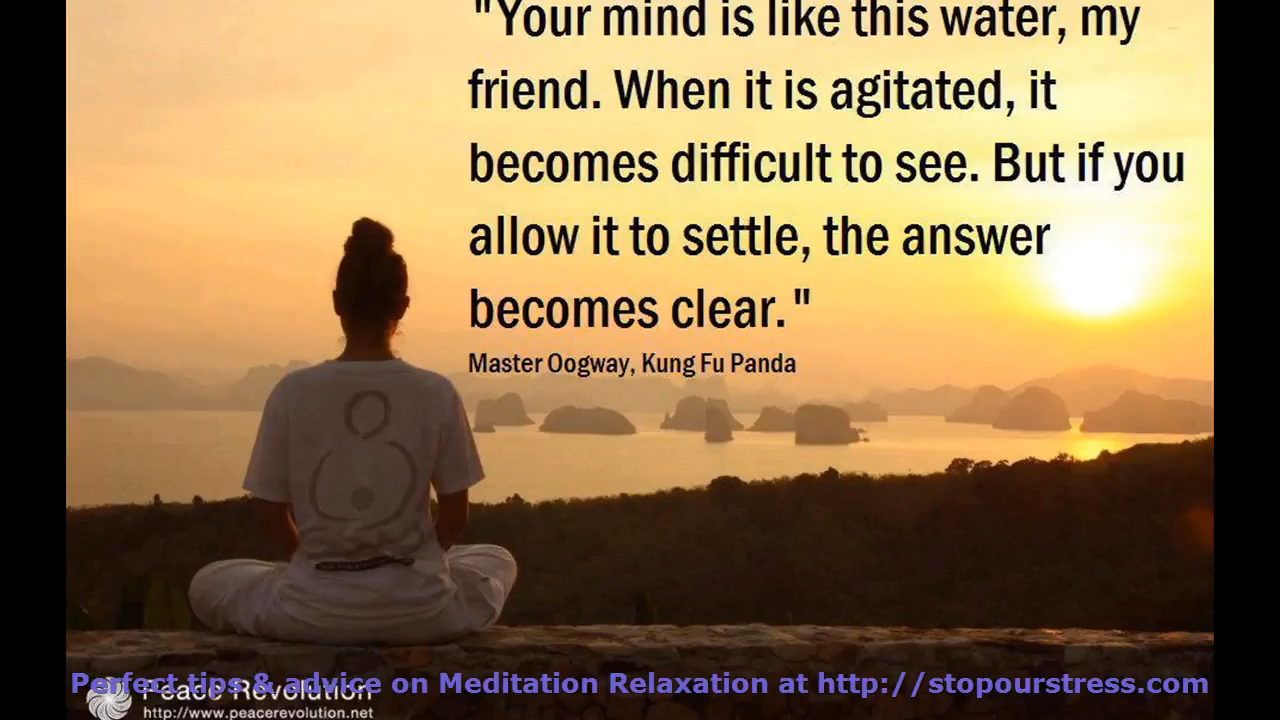 "Your mind is like this water, my
friend. When it is agitated, it
becomes difficult to see. But if you
allow it to settle, the answer
becomes clear."
Master Oogway, Kung Fu Panda
Perfect tips & advice on Meditation Relaxation at http://stopourstress.com
Peace Revolution
http://www.peacerevolution.net